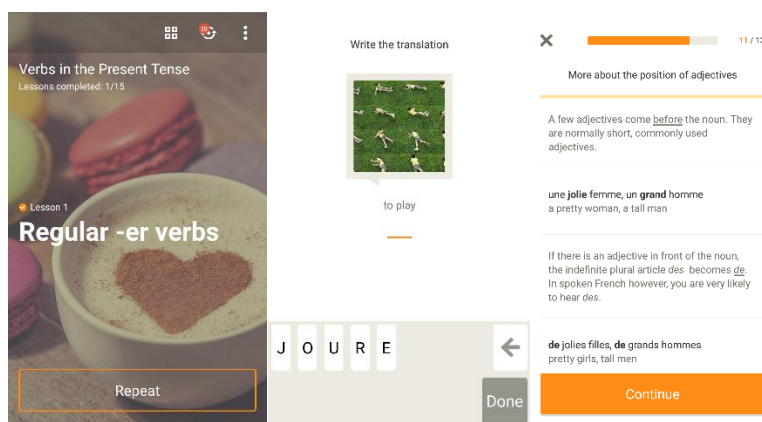 20
Verbs in the Present Tense
Lessons completed: 1/15
Lesson 1
Regular -er verbs
Repeat
Write the translation
to play
J O U R E
Done
11 / 13
More about the position of adjectives
A few adjectives come before the noun. They
are normally short, commonly used
adjectives.
une jolie femme, un grand homme
a pretty woman, a tall man
If there is an adjective in front of the noun,
the indefinite plural article des becomes de.
In spoken French however, you are very likely
to hear des.
de jolies filles, de grands hommes
pretty girls, tall men
Continue